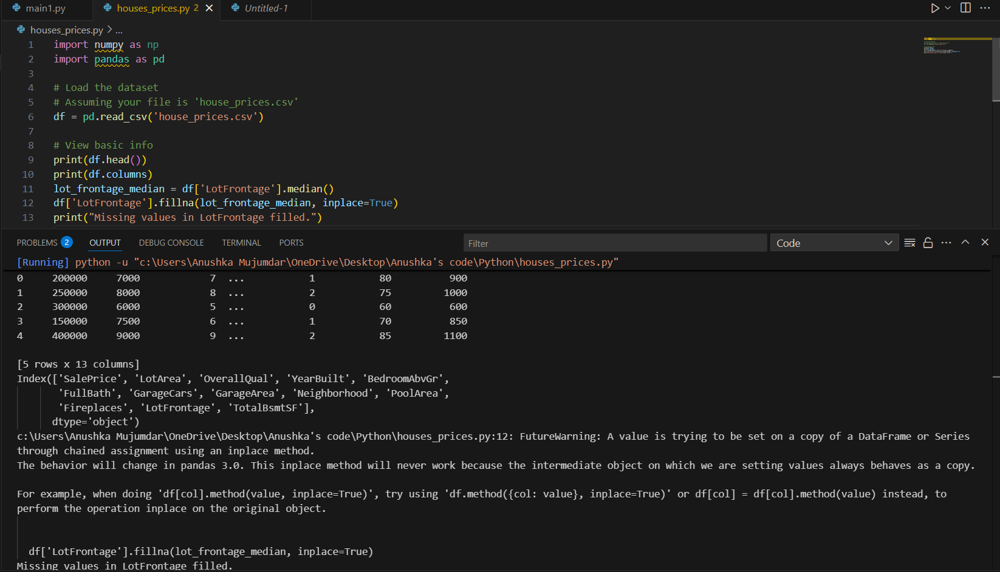 main1.py
houses_prices.py 2
Untitled-1
houses_prices.py > ...
1 import numpy as np
2 import pandas as pd
3
4 # Load the dataset
5 # Assuming your file is 'house_prices.csv'
6 df = pd.read_csv('house_prices.csv')
7
8 # View basic info
9 print(df.head())
10 print(df.columns)
11 lot_frontage_median = df['LotFrontage'].median()
12 df['LotFrontage'].fillna(lot_frontage_median, inplace=True)
13 print("Missing values in LotFrontage filled.")
PROBLEMS 2 OUTPUT DEBUG CONSOLE TERMINAL PORTS Filter Code
[Running] python -u "c:\Users\Anushka Mujumdar\OneDrive\Desktop\Anushka's code\Python\houses_prices.py"
0 200000 7000 7 ... 1 80 900
1 250000 8000 8 ... 2 75 1000
2 300000 6000 5 ... 0 60 600
3 150000 7500 6 ... 1 70 850
4 400000 9000 9 ... 2 85 1100
[5 rows x 13 columns]
Index(['SalePrice', 'LotArea', 'OverallQual', 'YearBuilt', 'BedroomAbvGr',
'FullBath', 'GarageCars', 'GarageArea', 'Neighborhood', 'PoolArea',
'Fireplaces', 'LotFrontage', 'TotalBsmtSF'],
dtype='object')
c:\Users\Anushka Mujumdar\OneDrive\Desktop\Anushka's code\Python\houses_prices.py:12: FutureWarning: A value is trying to be set on a copy of a DataFrame or Series
through chained assignment using an inplace method.
The behavior will change in pandas 3.0. This inplace method will never work because the intermediate object on which we are setting values always behaves as a copy.
For example, when doing 'df[col].method(value, inplace=True)', try using 'df.method({col: value}, inplace=True)' or df[col] = df[col].method(value) instead, to
perform the operation inplace on the original object.
df['LotFrontage'].fillna(lot_frontage_median, inplace=True)
Missing values in LotFrontage filled.